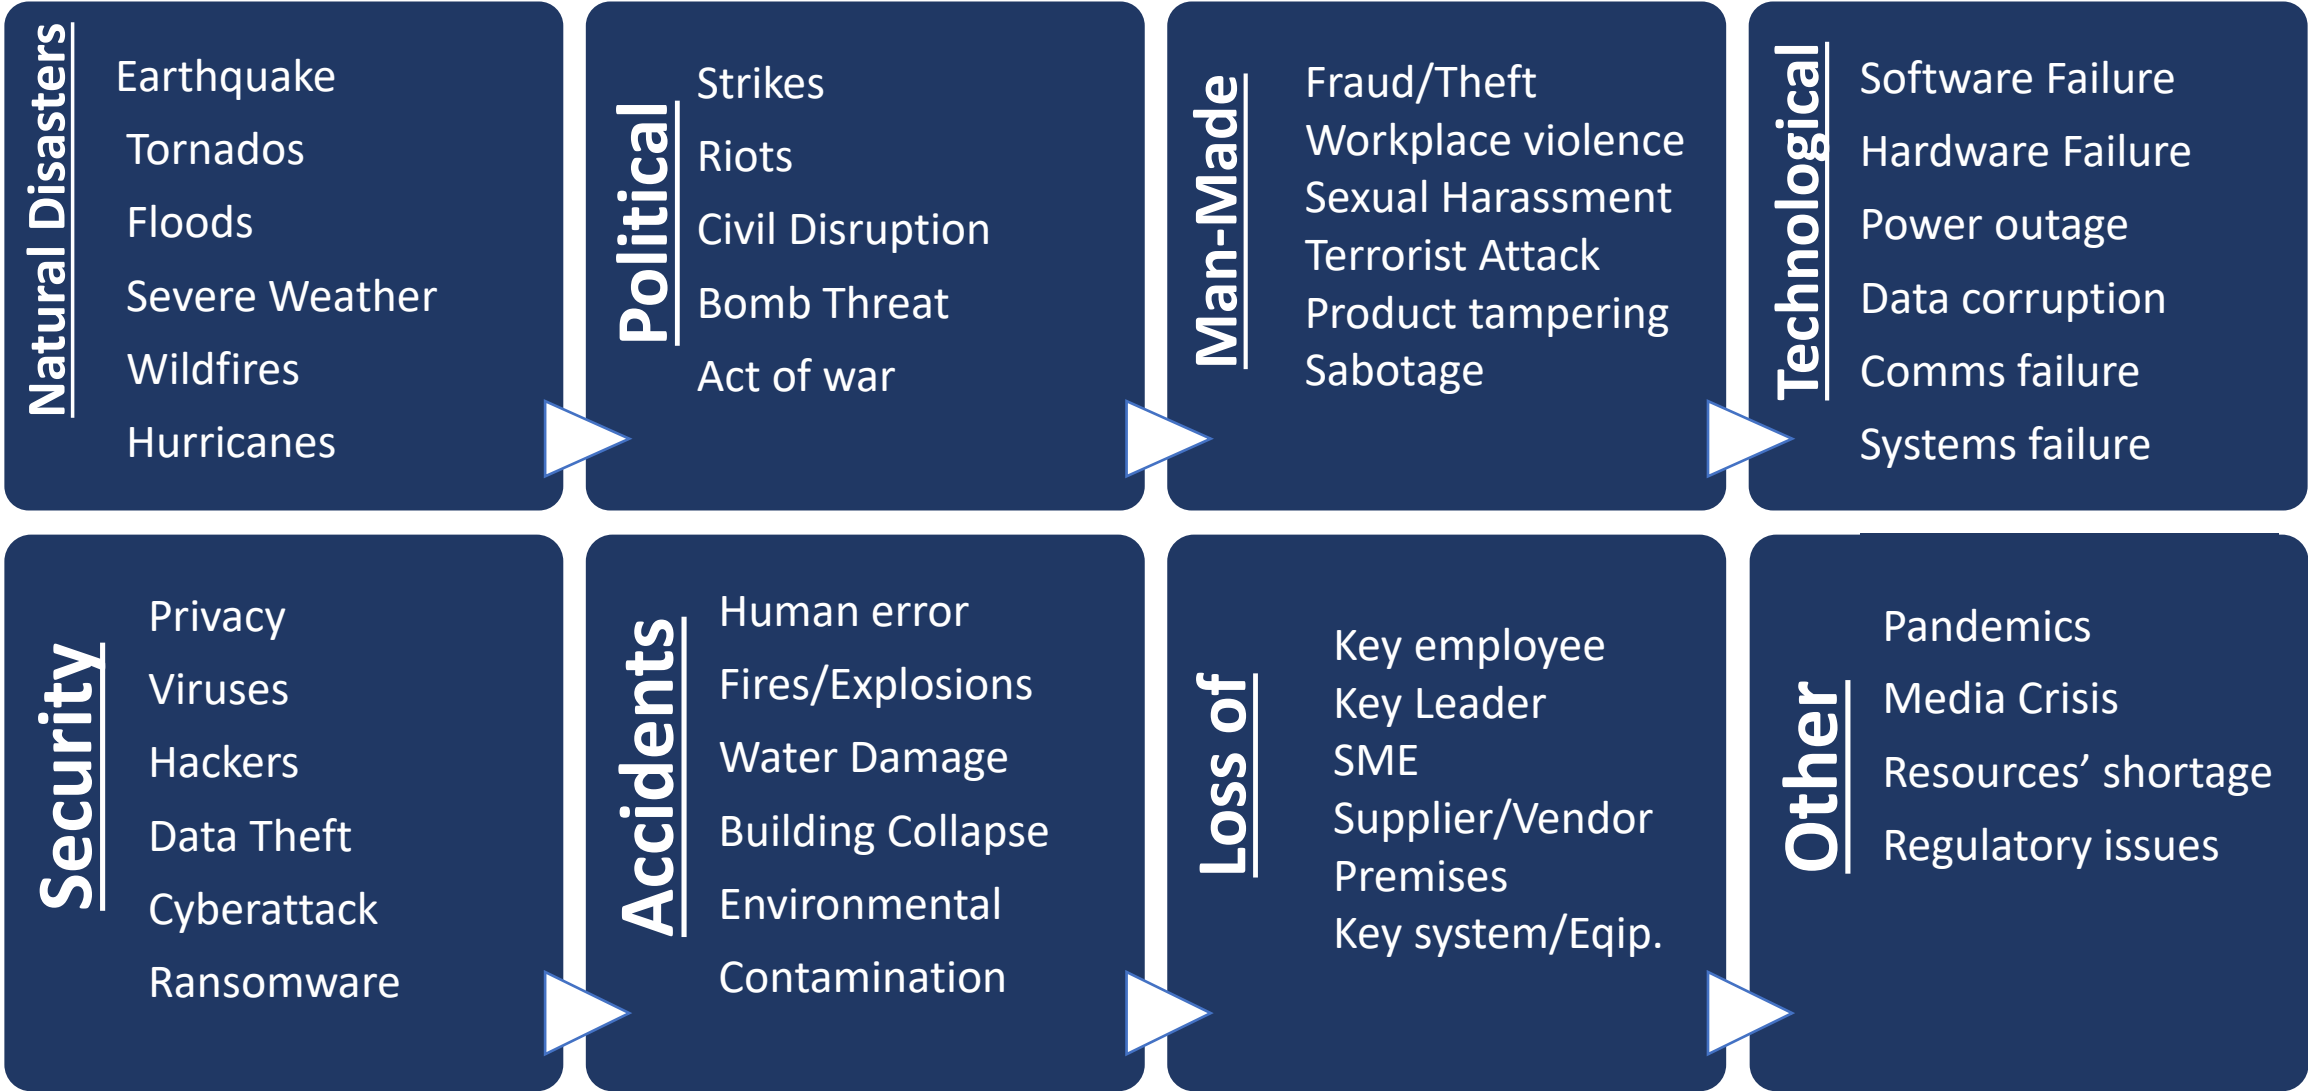 Natural Disasters
Earthquake
Tornados
Floods
Severe Weather
Wildfires
Hurricanes
Political
Strikes
Riots
Civil Disruption
Bomb Threat
Act of war
Man-Made
Fraud/Theft
Workplace violence
Sexual Harassment
Terrorist Attack
Product tampering
Sabotage
Technological
Software Failure
Hardware Failure
Power outage
Data corruption
Comms failure
Systems failure
Security
Privacy
Viruses
Hackers
Data Theft
Cyberattack
Ransomware
Accidents
Human error
Fires/Explosions
Water Damage
Building Collapse
Environmental
Contamination
Loss of
Key employee
Key Leader
SME
Supplier/Vendor
Premises
Key system/Eqip.
Other
Pandemics
Media Crisis
Resources’ shortage
Regulatory issues